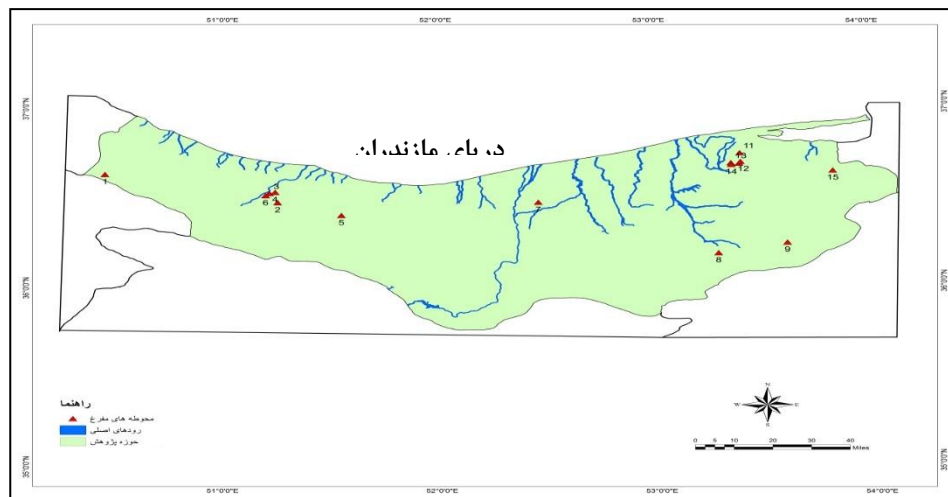 51°0'0"E 52°0'0"E 53°0'0"E 54°0'0"E
37°0'0"N 37°0'0"N
دریای مازندران
11
13
12
14
15
1
3
4
6
2
5
7
8
9
36°0'0"N 36°0'0"N
راهنما
محوطه های مفرغ
رودهای اصلی
حوزه پژوهش
N
W E
S
0 5 10 20 30 40
Miles
35°0'0"N 35°0'0"N
51°0'0"E 52°0'0"E 53°0'0"E 54°0'0"E